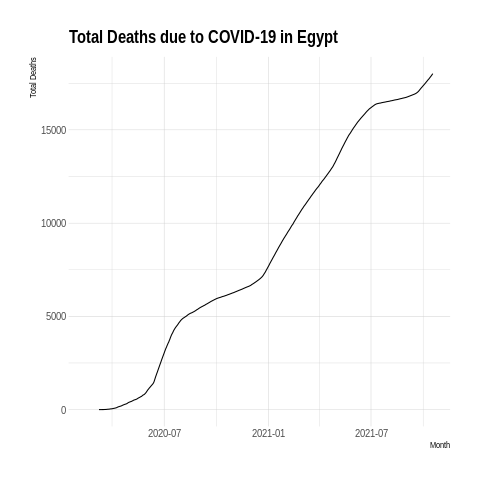 Total Deaths due to COVID-19 in Egypt
Total Deaths
15000
10000
5000
0
2020-07 2021-01 2021-07
Month